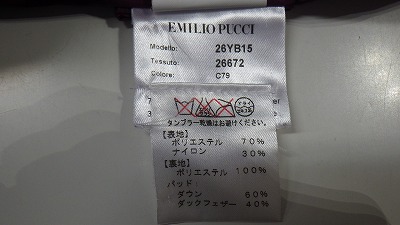 EMILIO PUCCI
Modello: 26YB15
Tessuto: 26672
Colore: C79
タンブラー乾燥はお避けください。
【表地】
ポリエステル 70%
ナイロン 30%
【裏地】
ポリエステル 100%
パッド:
ダウン 60%
ダックフェザー 40%